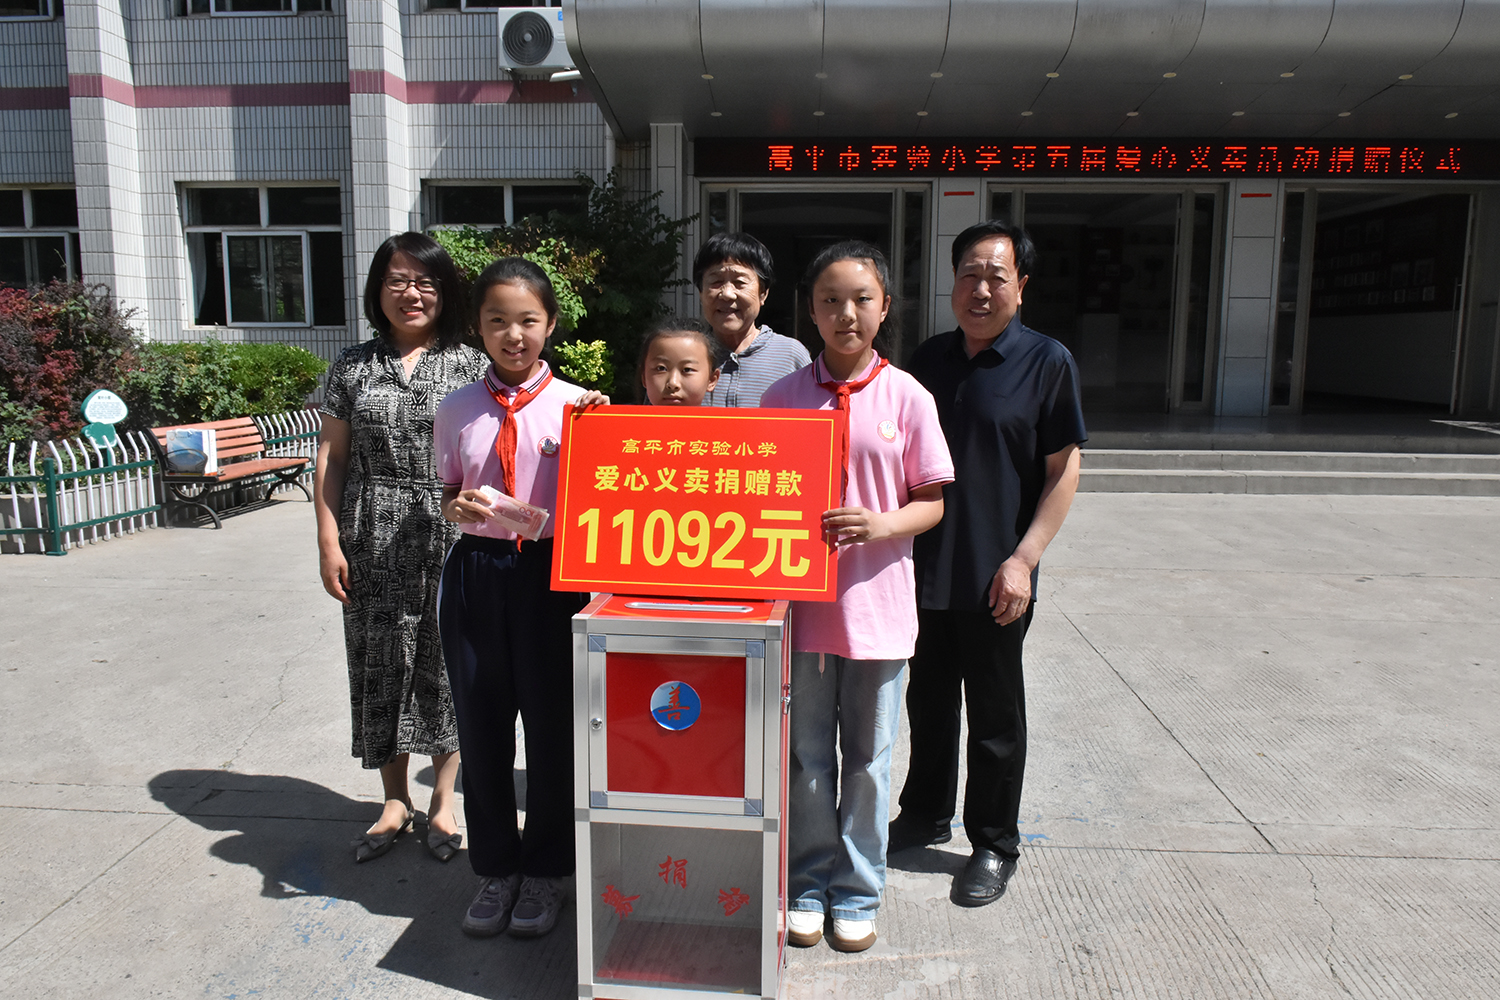 高平市实验小学第五届爱心义卖活动捐赠仪式
高平市实验小学
爱心义卖捐赠款
11092元
善
募捐箱